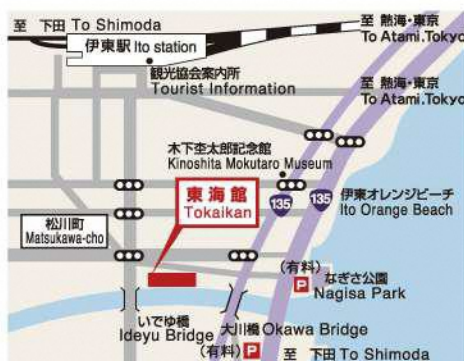 至 下田 To Shimoda
伊東駅 Ito station
至 熱海・東京
To Atami.Tokyo
観光協会案内所
Tourist Information
至 熱海・東京
To Atami.Tokyo
木下杢太郎記念館
Kinoshita Mokutaro Museum
東海館
Tokaikan
135
135
伊東オレンジビーチ
Ito Orange Beach
松川町
Matsukawa-cho
(有料)
P
なぎさ公園
Nagisa Park
いでゆ橋
Ideyu Bridge
大川橋 Okawa Bridge
(有料)
P
至 下田 To Shimoda